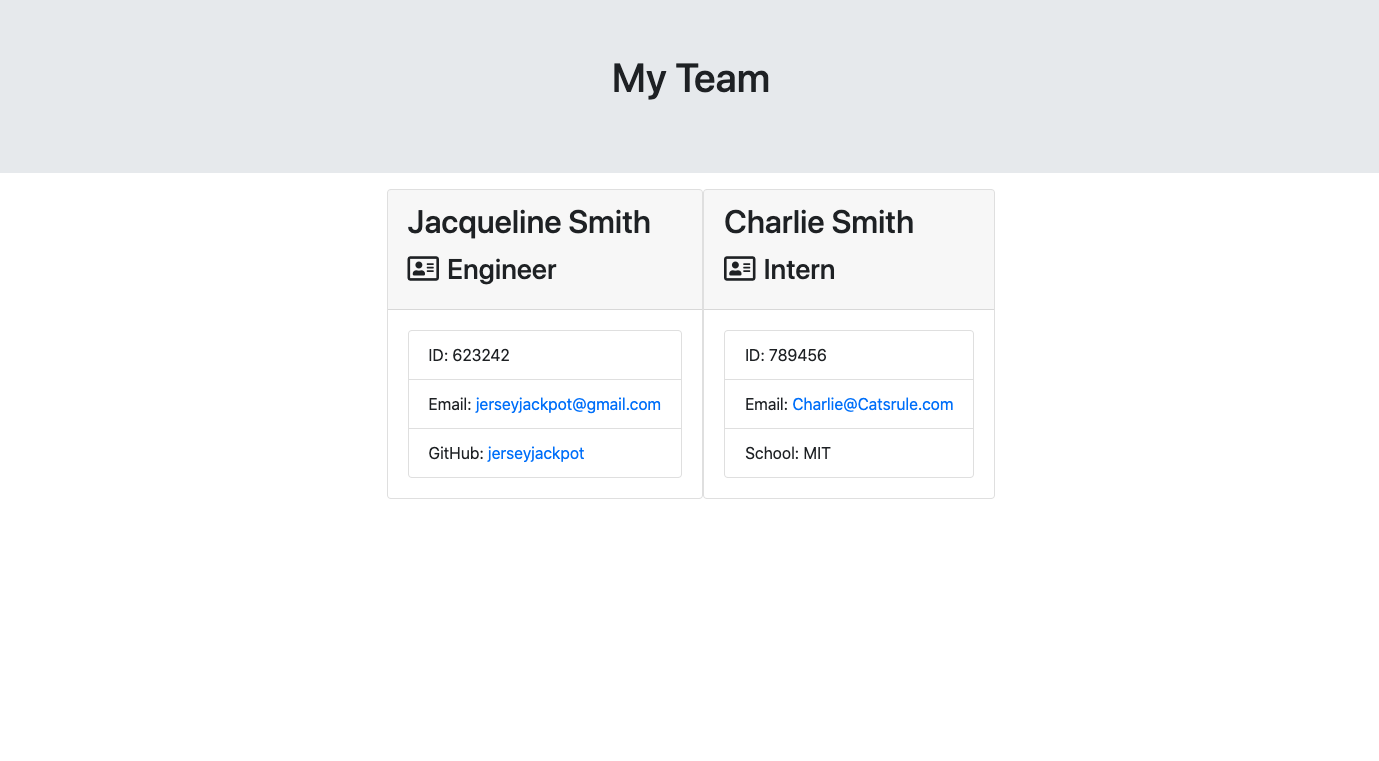 My Team
Jacqueline Smith
Engineer
ID: 623242
Email: jerseyjackpot@gmail.com
GitHub: jerseyjackpot
Charlie Smith
Intern
ID: 789456
Email: Charlie@Catsrule.com
School: MIT